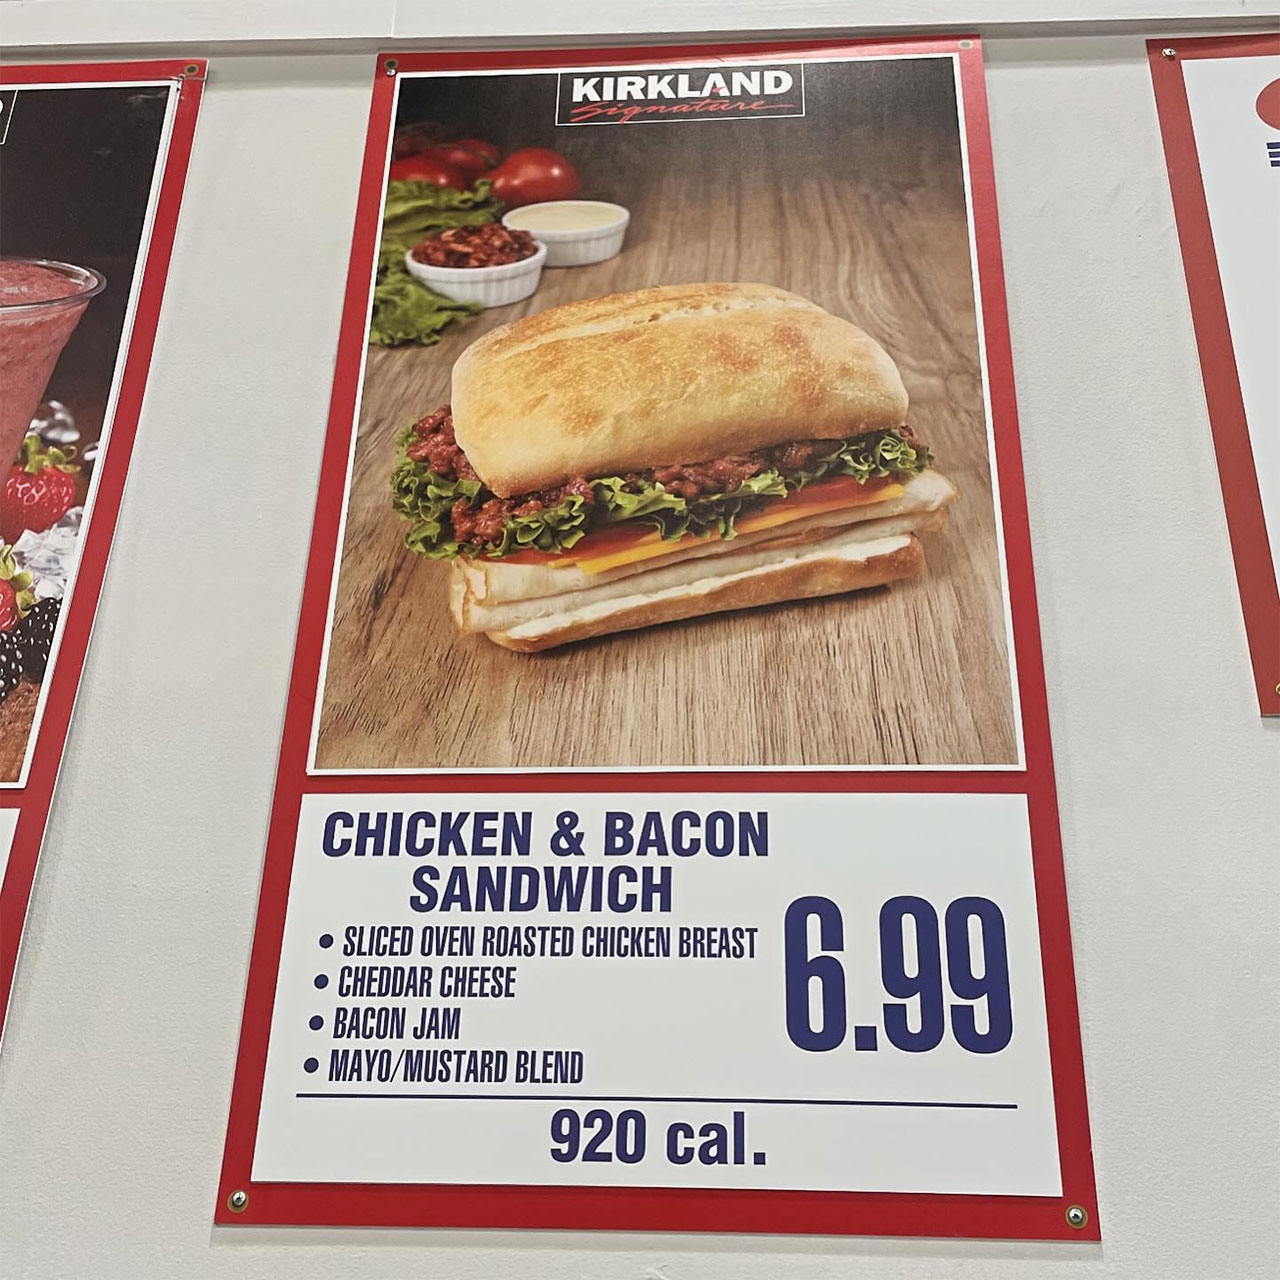 KIRKLAND
Signature
CHICKEN & BACON
SANDWICH
• SLICED OVEN ROASTED CHICKEN BREAST
• CHEDDAR CHEESE
• BACON JAM
• MAYO/MUSTARD BLEND
6.99
920 cal.